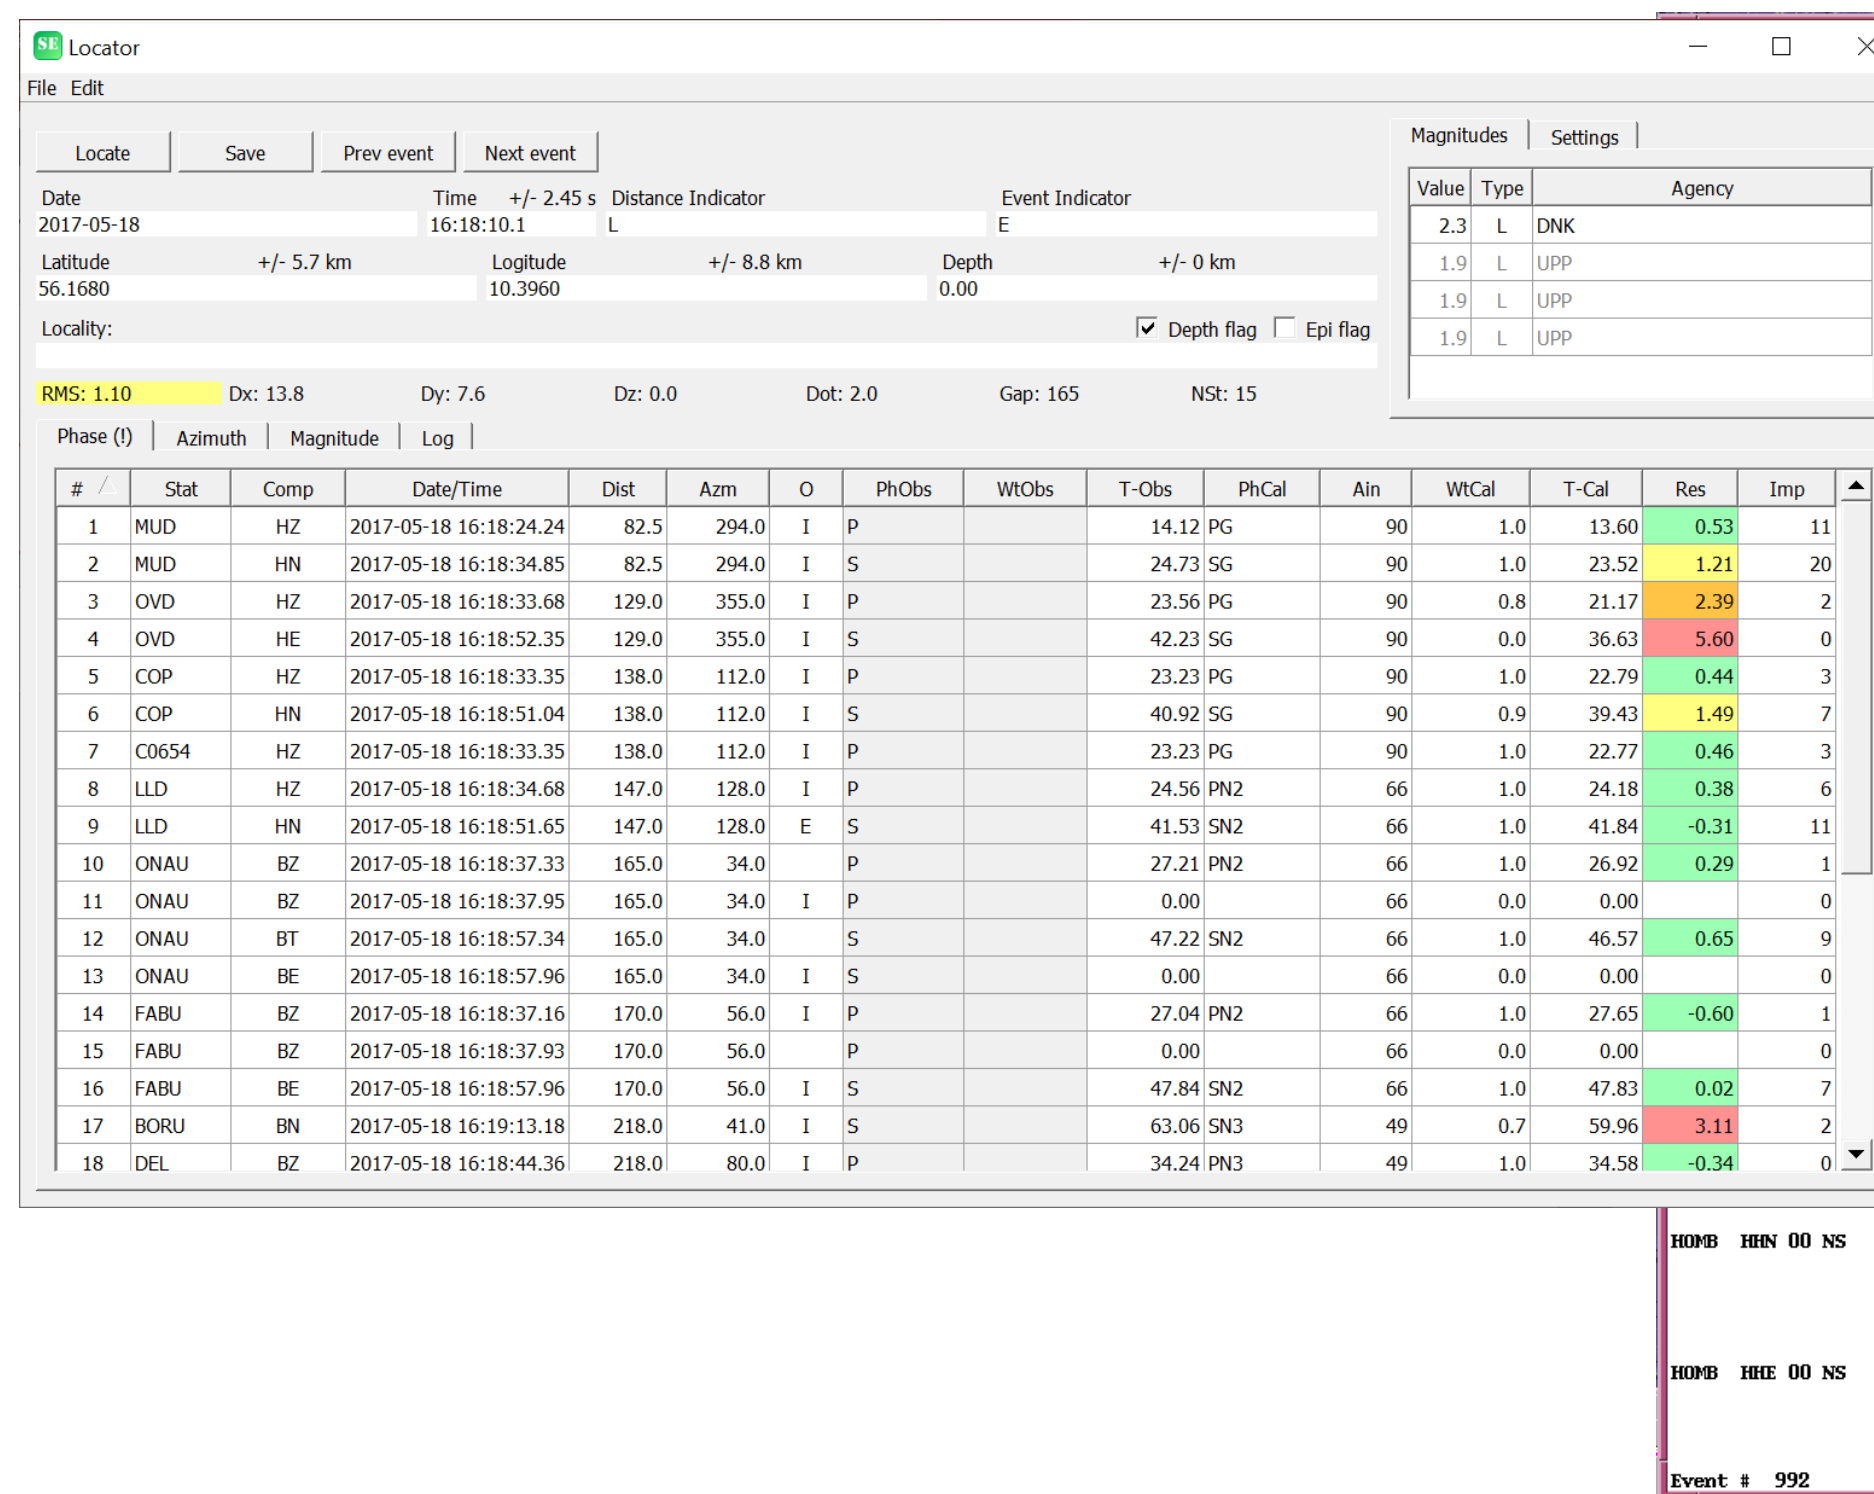 SE Locator
File Edit
Locate Save Prev event Next event
Date Time +/- 2.45 s Distance Indicator Event Indicator
2017-05-18 16:18:10.1 L E
Latitude +/- 5.7 km Logitude +/- 8.8 km Depth +/- 0 km
56.1680 10.3960 0.00
Locality: Depth flag Epi flag
RMS: 1.10 Dx: 13.8 Dy: 7.6 Dz: 0.0 Dot: 2.0 Gap: 165 NSt: 15
Magnitudes Settings
Value Type Agency
2.3 L DNK
1.9 L UPP
1.9 L UPP
1.9 L UPP
Phase (!) Azimuth Magnitude Log
# Stat Comp Date/Time Dist Azm O PhObs WtObs T-Obs PhCal Ain WtCal T-Cal Res Imp
1 MUD HZ 2017-05-18 16:18:24.24 82.5 294.0 I P 14.12 PG 90 1.0 13.60 0.53 11
2 MUD HN 2017-05-18 16:18:34.85 82.5 294.0 I S 24.73 SG 90 1.0 23.52 1.21 20
3 OVD HZ 2017-05-18 16:18:33.68 129.0 355.0 I P 23.56 PG 90 0.8 21.17 2.39 2
4 OVD HE 2017-05-18 16:18:52.35 129.0 355.0 I S 42.23 SG 90 0.0 36.63 5.60 0
5 COP HZ 2017-05-18 16:18:33.35 138.0 112.0 I P 23.23 PG 90 1.0 22.79 0.44 3
6 COP HN 2017-05-18 16:18:51.04 138.0 112.0 I S 40.92 SG 90 0.9 39.43 1.49 7
7 C0654 HZ 2017-05-18 16:18:33.35 138.0 112.0 I P 23.23 PG 90 1.0 22.77 0.46 3
8 LLD HZ 2017-05-18 16:18:34.68 147.0 128.0 I P 24.56 PN2 66 1.0 24.18 0.38 6
9 LLD HN 2017-05-18 16:18:51.65 147.0 128.0 E S 41.53 SN2 66 1.0 41.84 -0.31 11
10 ONAU BZ 2017-05-18 16:18:37.33 165.0 34.0 P 27.21 PN2 66 1.0 26.92 0.29 1
11 ONAU BZ 2017-05-18 16:18:37.95 165.0 34.0 I P 0.00 66 0.0 0.00 0
12 ONAU BT 2017-05-18 16:18:57.34 165.0 34.0 S 47.22 SN2 66 1.0 46.57 0.65 9
13 ONAU BE 2017-05-18 16:18:57.96 165.0 34.0 I S 0.00 66 0.0 0.00 0
14 FABU BZ 2017-05-18 16:18:37.16 170.0 56.0 I P 27.04 PN2 66 1.0 27.65 -0.60 1
15 FABU BZ 2017-05-18 16:18:37.93 170.0 56.0 P 0.00 66 0.0 0.00 0
16 FABU BE 2017-05-18 16:18:57.96 170.0 56.0 I S 47.84 SN2 66 1.0 47.83 0.02 7
17 BORU BN 2017-05-18 16:19:13.18 218.0 41.0 I S 63.06 SN3 49 0.7 59.96 3.11 2
18 DEL BZ 2017-05-18 16:18:44.36 218.0 80.0 I P 34.24 PN3 49 1.0 34.58 -0.34 0
HOMB HHN 00 NS
HOMB HHE 00 NS
Event # 992